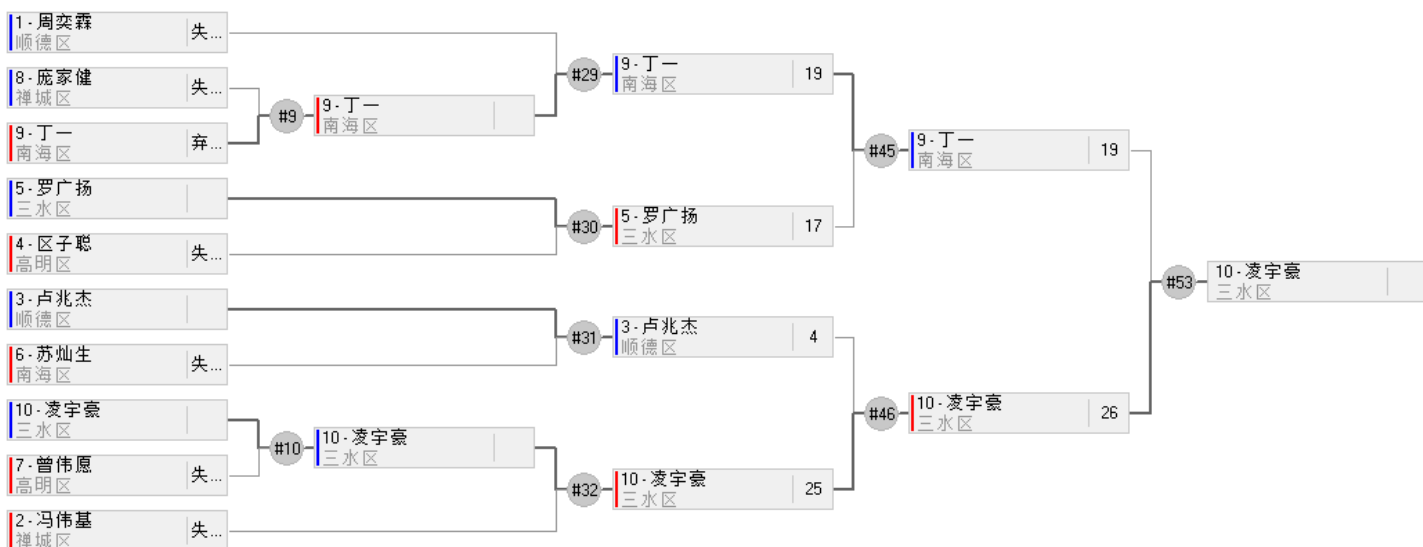 1-周奕霖
顺德区
失...
8-庞家健
禅城区
失...
9-丁一
南海区
弃...
5-罗广扬
三水区
4-区子聪
高明区
失...
3-卢兆杰
顺德区
6-苏灿生
南海区
失...
10-凌宇豪
三水区
7-曾伟愿
高明区
失...
2-冯伟基
禅城区
失...
#9
9-丁一
南海区
#10
10-凌宇豪
三水区
#29
9-丁一
南海区
19
#30
5-罗广扬
三水区
17
#31
3-卢兆杰
顺德区
4
#32
10-凌宇豪
三水区
25
#45
9-丁一
南海区
19
#46
10-凌宇豪
三水区
26
#53
10-凌宇豪
三水区